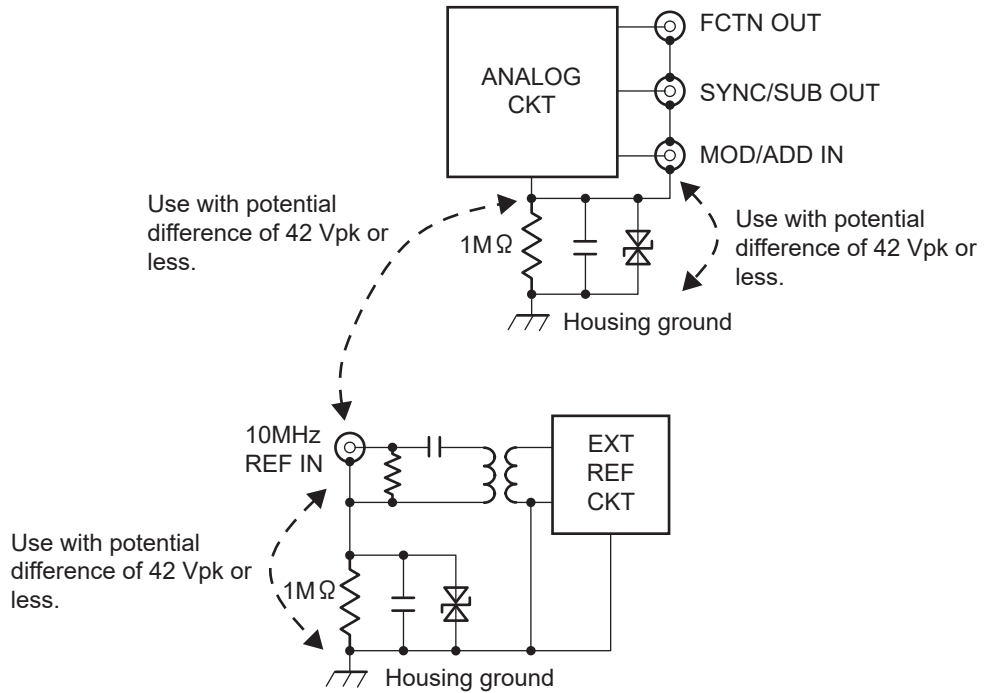 FCTN OUT
ANALOG
CKT
SYNC/SUB OUT
MOD/ADD IN
Use with potential
difference of 42 Vpk or
less.
1MΩ
Use with potential
difference of 42 Vpk or
less.
Housing ground
10MHz
REF IN
EXT
REF
CKT
Use with potential
difference of 42 Vpk or
less.
1MΩ
Housing ground